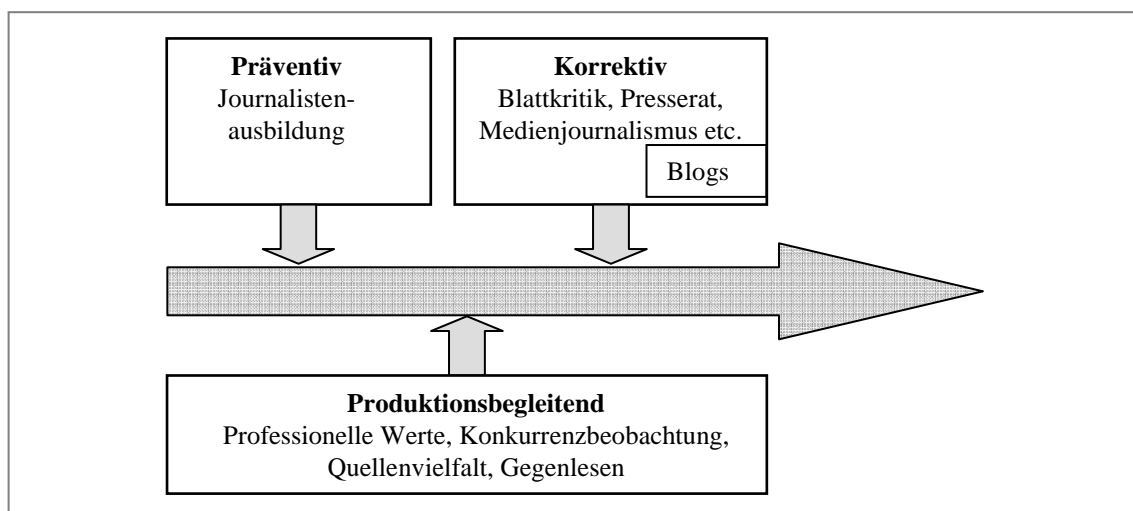 Präventiv
Journalisten-
ausbildung
Korrektiv
Blattkritik, Presserat,
Medienjournalismus etc.
Blogs
Produktionsbegleitend
Professionelle Werte, Konkurrenzbeobachtung,
Quellenvielfalt, Gegenlesen